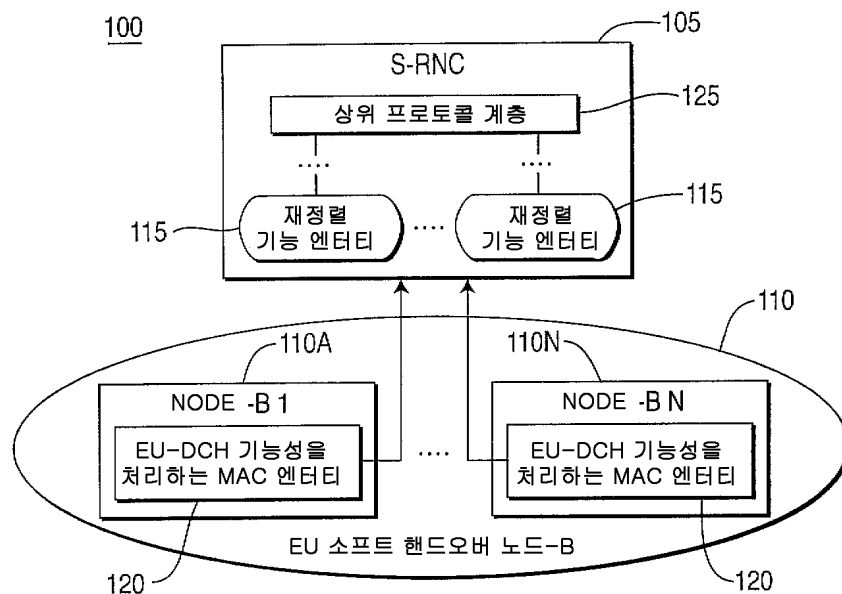 100
105
S-RNC
125
상위 프로토콜 계층
....
....
115
재정렬
기능 엔터티
....
재정렬
기능 엔터티
115
110
110A
110N
NODE -B 1
NODE -B N
EU-DCH 기능성을
처리하는 MAC 엔터티
....
EU-DCH 기능성을
처리하는 MAC 엔터티
EU 소프트 핸드오버 노드-B
120
120